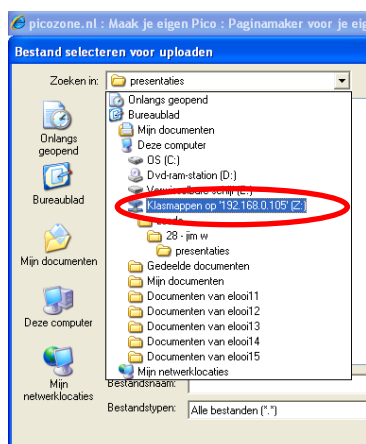 picozone.nl : Maak je eigen Pico : Paginamaker voor je eig
Bestand selecteren voor uploaden
Zoeken in:
presentaties
Onlangs geopend
Bureaublad
Mijn documenten
Deze computer
OS (C:)
Dvd-ram-station (D:)
Klasmappen op '192.168.0.105' (Z:)
28 - jim w
presentaties
Gedeelde documenten
Mijn documenten
Documenten van elooi11
Documenten van elooi12
Documenten van elooi13
Documenten van elooi14
Documenten van elooi15
Mijn netwerklocaties
Onlangs
geopend
Bureaublad
Mijn documenten
Deze computer
Mijn
netwerklocaties
Bestandsnaam:
Bestandstypen:
Alle bestanden (*.*)